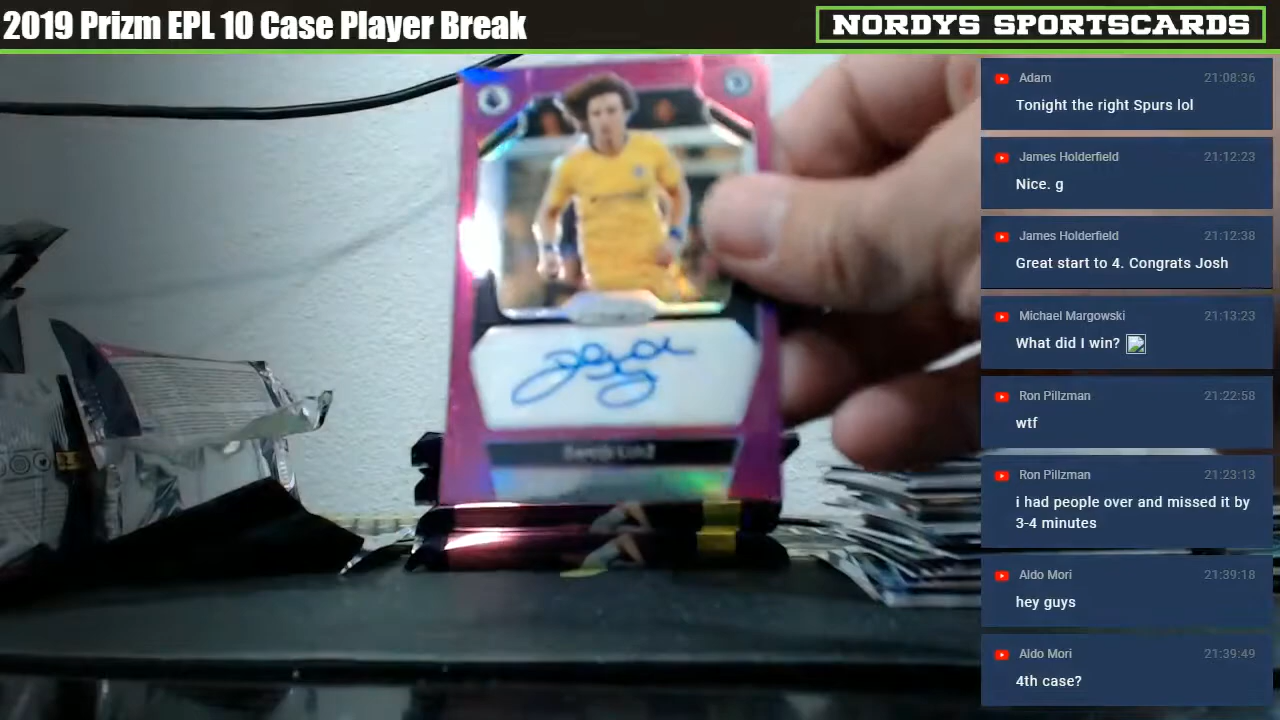 2019 Prizm EPL 10 Case Player Break
NORDYS SPORTSCARDS
Adam 21:08:36
Tonight the right Spurs lol
James Holderfield 21:12:23
Nice. g
James Holderfield 21:12:38
Great start to 4. Congrats Josh
Michael Margowski 21:13:23
What did I win?
Ron Pillzman 21:22:58
wtf
Ron Pillzman 21:23:13
i had people over and missed it by
3-4 minutes
Aldo Mori 21:39:18
hey guys
Aldo Mori 21:39:49
4th case?